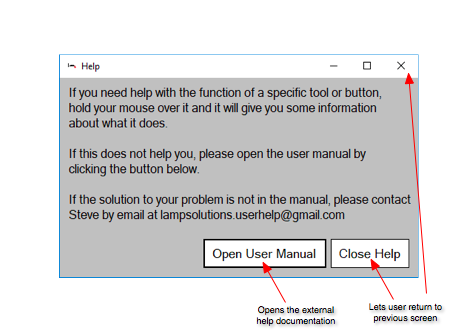 Help
If you need help with the function of a specific tool or button,
hold your mouse over it and it will give you some information
about what it does.
If this does not help you, please open the user manual by
clicking the button below.
If the solution to your problem is not in the manual, please contact
Steve by email at lampsolutions.userhelp@gmail.com
Open User Manual Close Help
Opens the external
help documentation
Lets user return to
previous screen